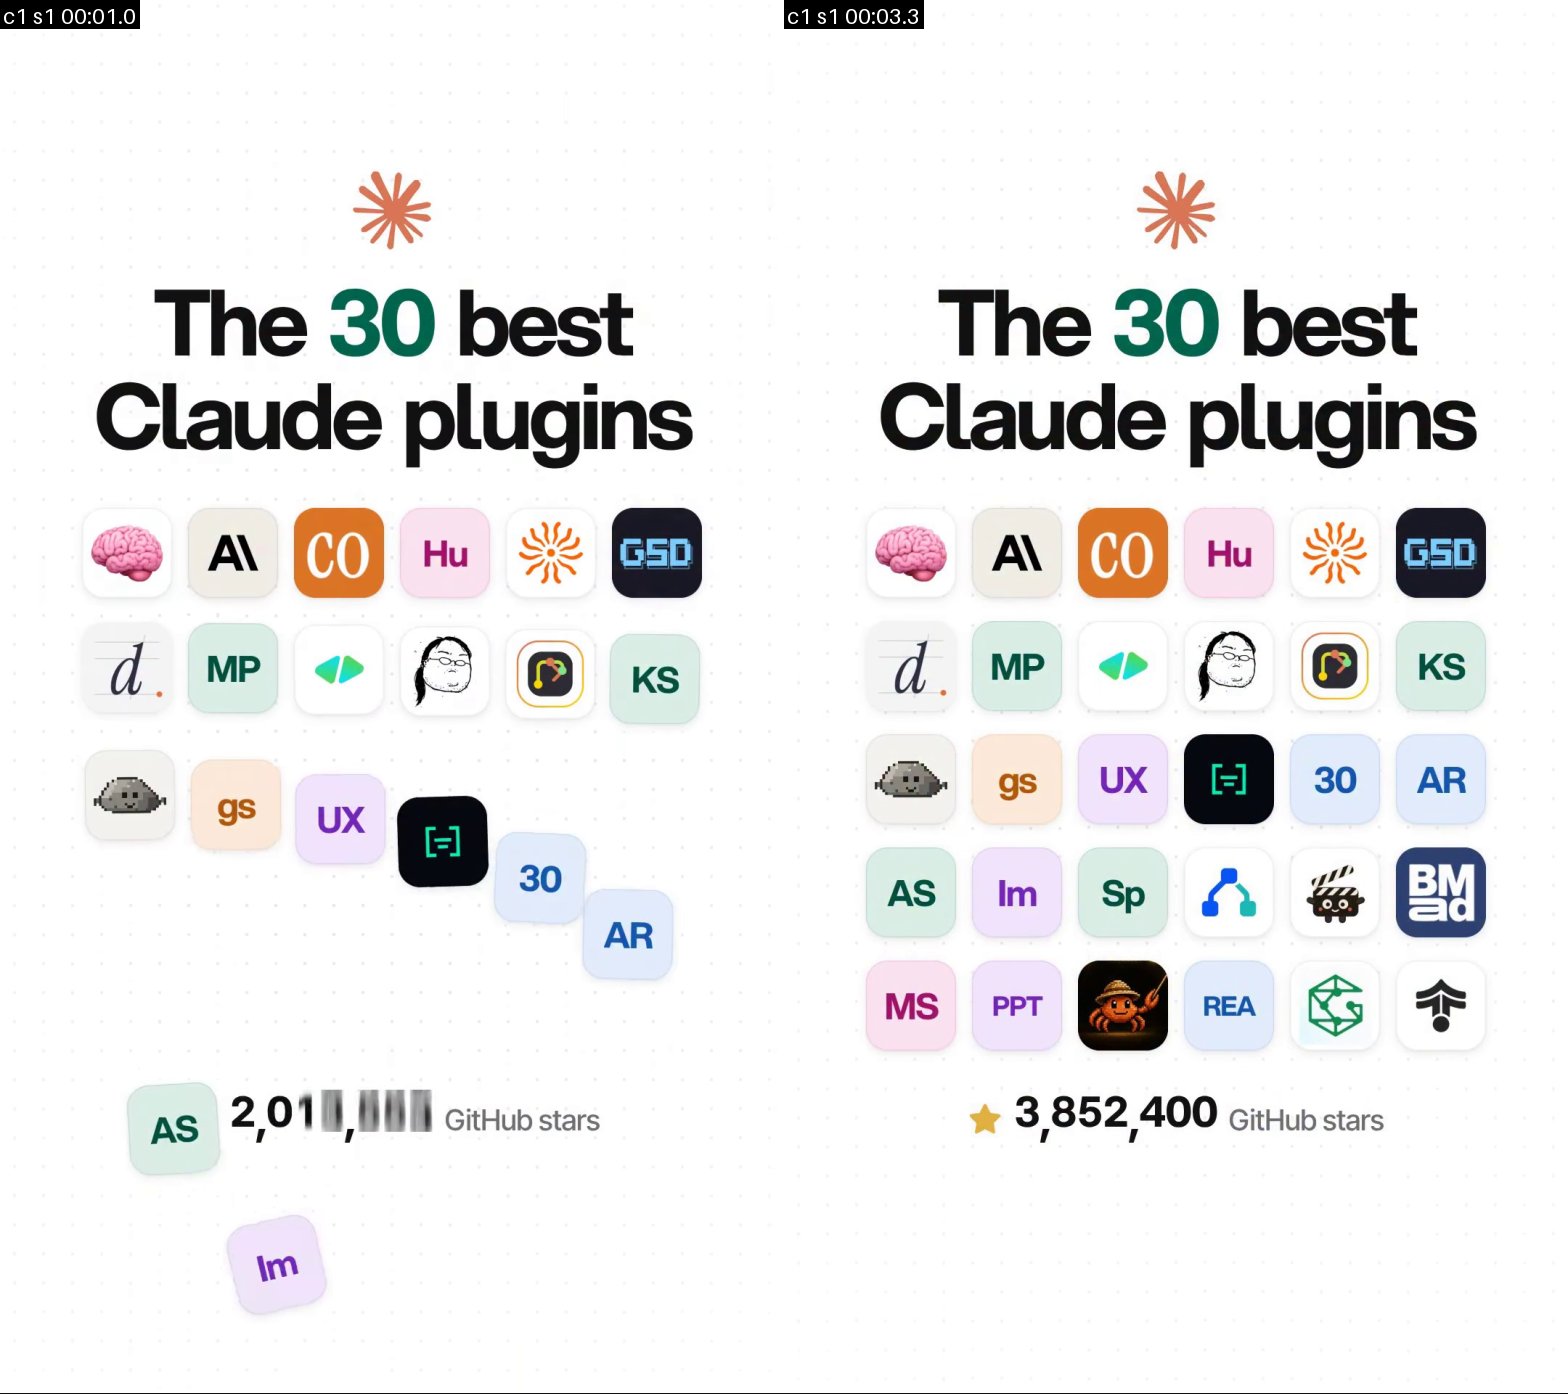 c1 s1 00:01.0
The 30 best
Claude plugins
A\ CO Hu GSD
d. MP KS
gs UX [=] 30 AR
AS GitHub stars
Im
c1 s1 00:03.3
The 30 best
Claude plugins
A\ CO Hu GSD
d. MP KS
gs UX [=] 30 AR
AS Im Sp BMad
MS PPT REA
3,852,400 GitHub stars